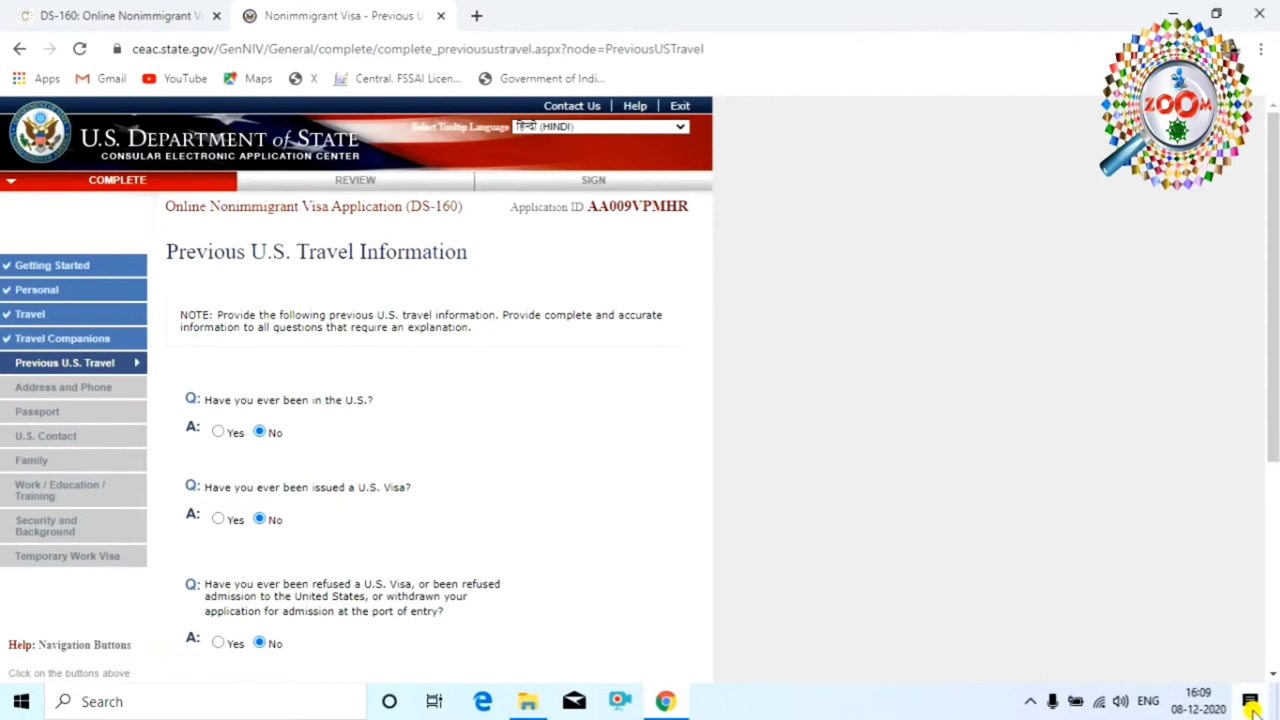 DS-160: Online Nonimmigrant V
Nonimmigrant Visa - Previous U
ceac.state.gov/GenNIV/General/complete/complete_previousustravel.aspx?node=PreviousUSTravel
Apps
Gmail
YouTube
Maps
X
Central. FSSAI Licen...
Government of Indi...
ZOOM
Contact Us | Help | Exit
Select Tooltip Language हिन्दी (HINDI)
U.S. DEPARTMENT of STATE
CONSULAR ELECTRONIC APPLICATION CENTER
COMPLETE
REVIEW
SIGN
Online Nonimmigrant Visa Application (DS-160)
Application ID AA009VPMHR
Previous U.S. Travel Information
Getting Started
Personal
Travel
Travel Companions
Previous U.S. Travel
Address and Phone
Passport
U.S. Contact
Family
Work / Education /
Training
Security and
Background
Temporary Work Visa
Help: Navigation Buttons
Click on the buttons above
NOTE: Provide the following previous U.S. travel information. Provide complete and accurate
information to all questions that require an explanation.
Q: Have you ever been in the U.S.?
A: Yes No
Q: Have you ever been issued a U.S. Visa?
A: Yes No
Q: Have you ever been refused a U.S. Visa, or been refused
admission to the United States, or withdrawn your
application for admission at the port of entry?
A: Yes No
Search
ENG
16:09
08-12-2020